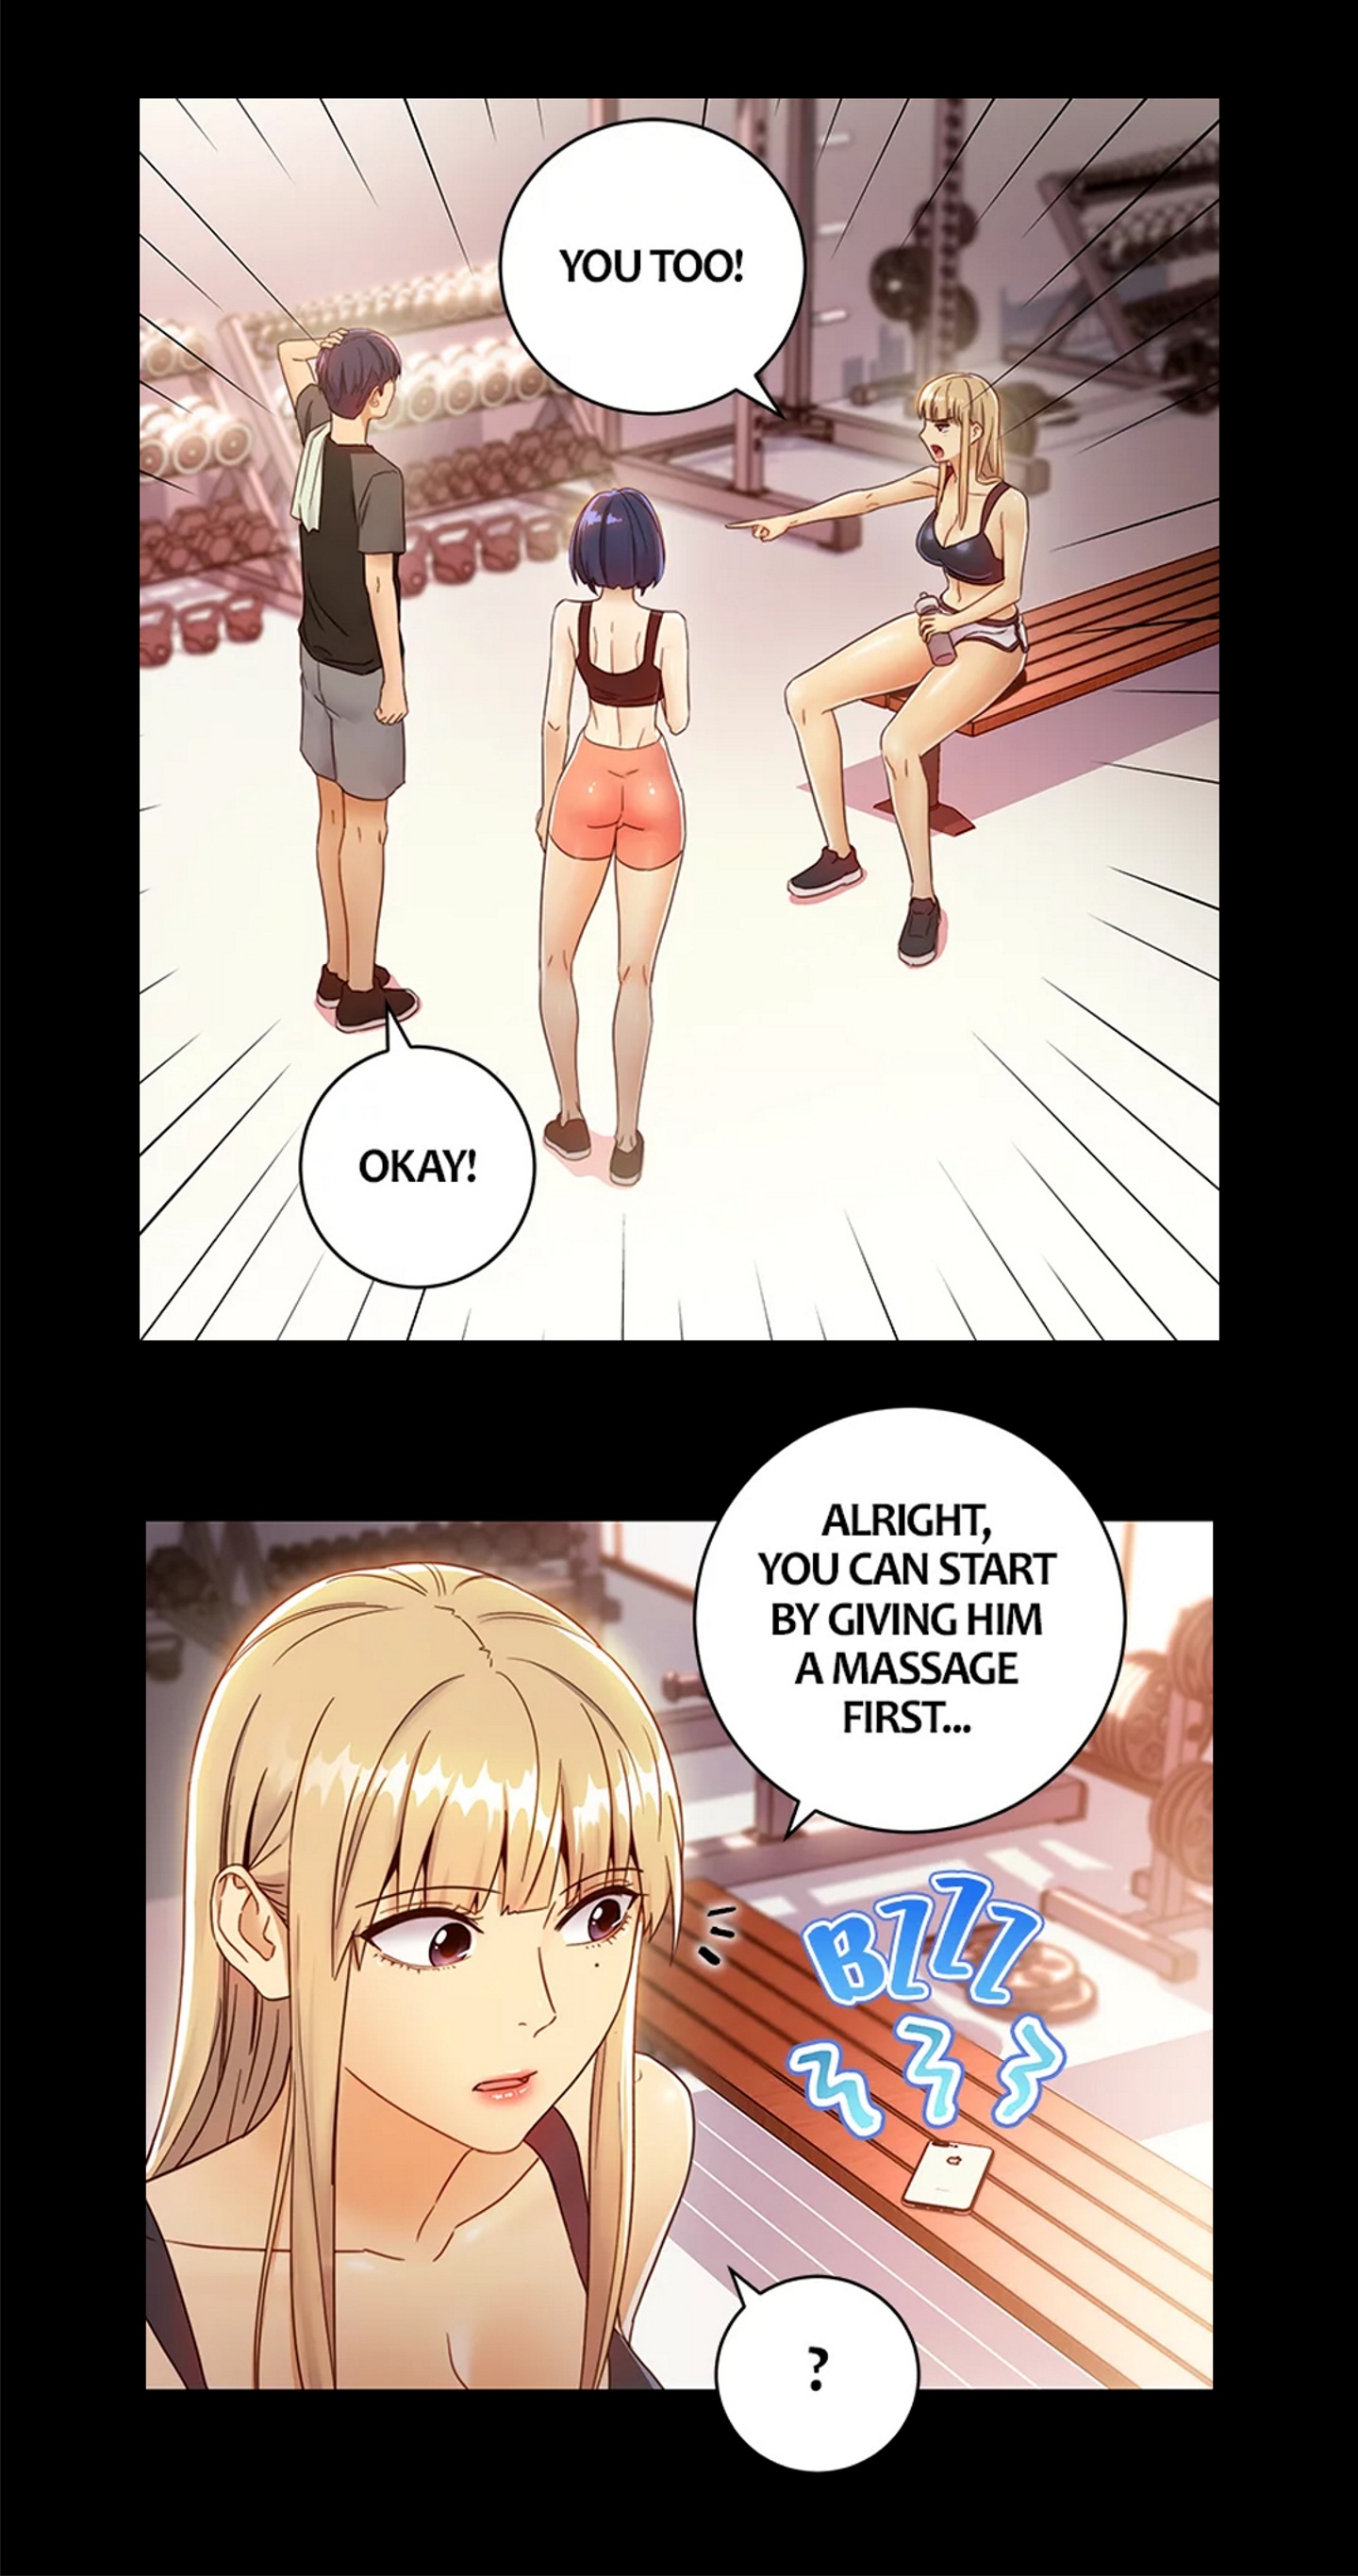 YOU TOO!
OKAY!
ALRIGHT,
YOU CAN START
BY GIVING HIM
A MASSAGE
FIRST...
BZZZ
?